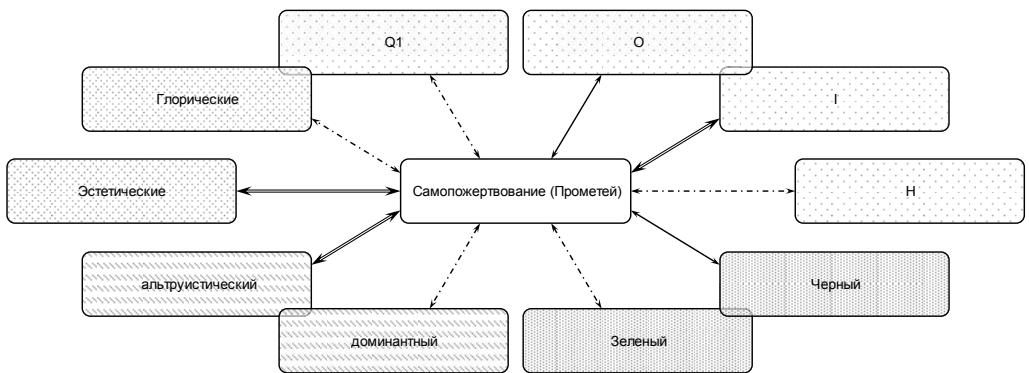 Q1
O
Глорические
I
Эстетические
Самопожертвование (Прометей)
H
альтруистический
Черный
доминантный
Зеленый